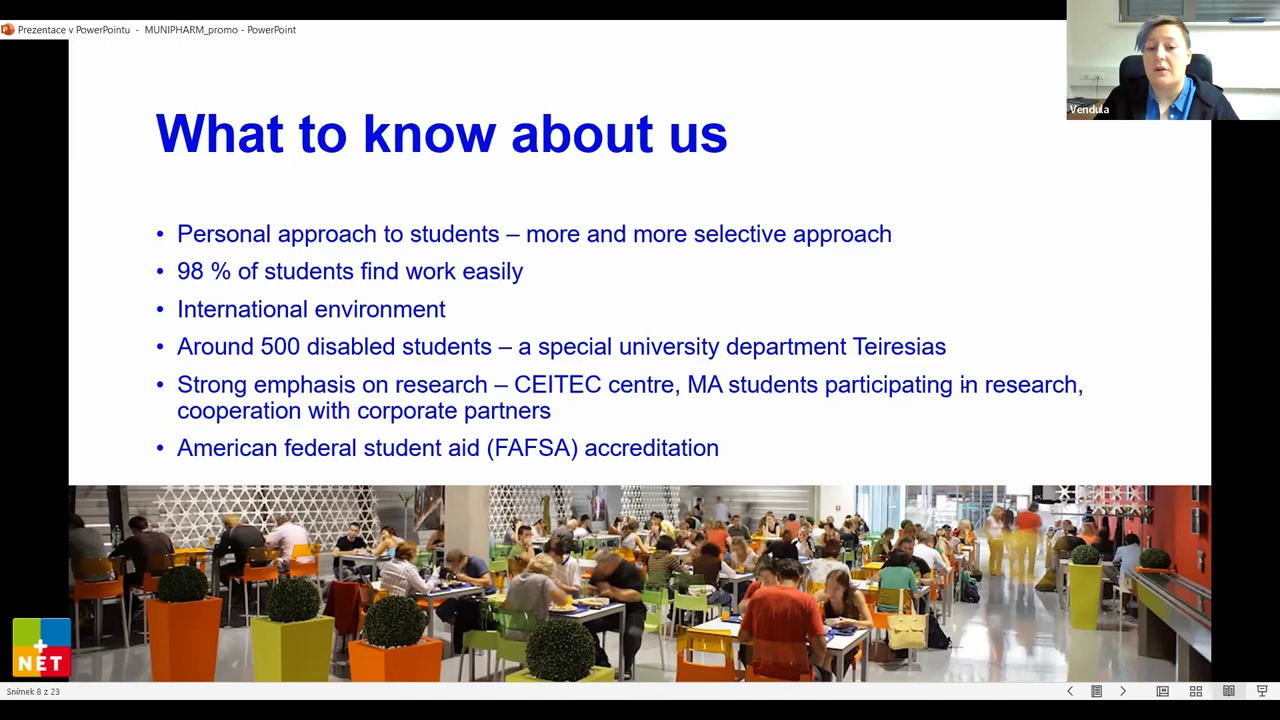 Prezentace v PowerPointu - MUNIPHARM_promo - PowerPoint
Vendula
What to know about us
• Personal approach to students – more and more selective approach
• 98 % of students find work easily
• International environment
• Around 500 disabled students – a special university department Teiresias
• Strong emphasis on research – CEITEC centre, MA students participating in research,
cooperation with corporate partners
• American federal student aid (FAFSA) accreditation
+
NET
Snímek 8 z 23